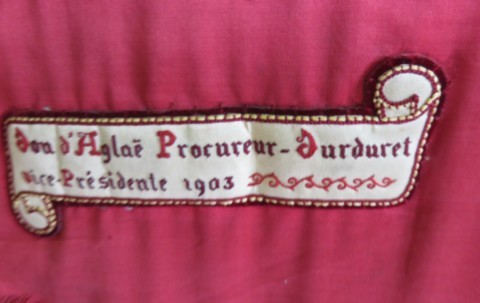 Don d'Aglaë Procureur-Durduret
Vice-Présidente 1903